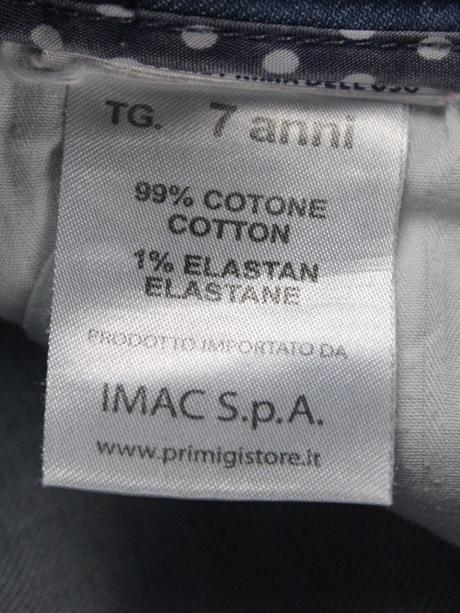 TG. 7 anni
99% COTONE
COTTON
1% ELASTAN
ELASTANE
PRODOTTO IMPORTATO DA
IMAC S.p.A.
www.primigistore.it